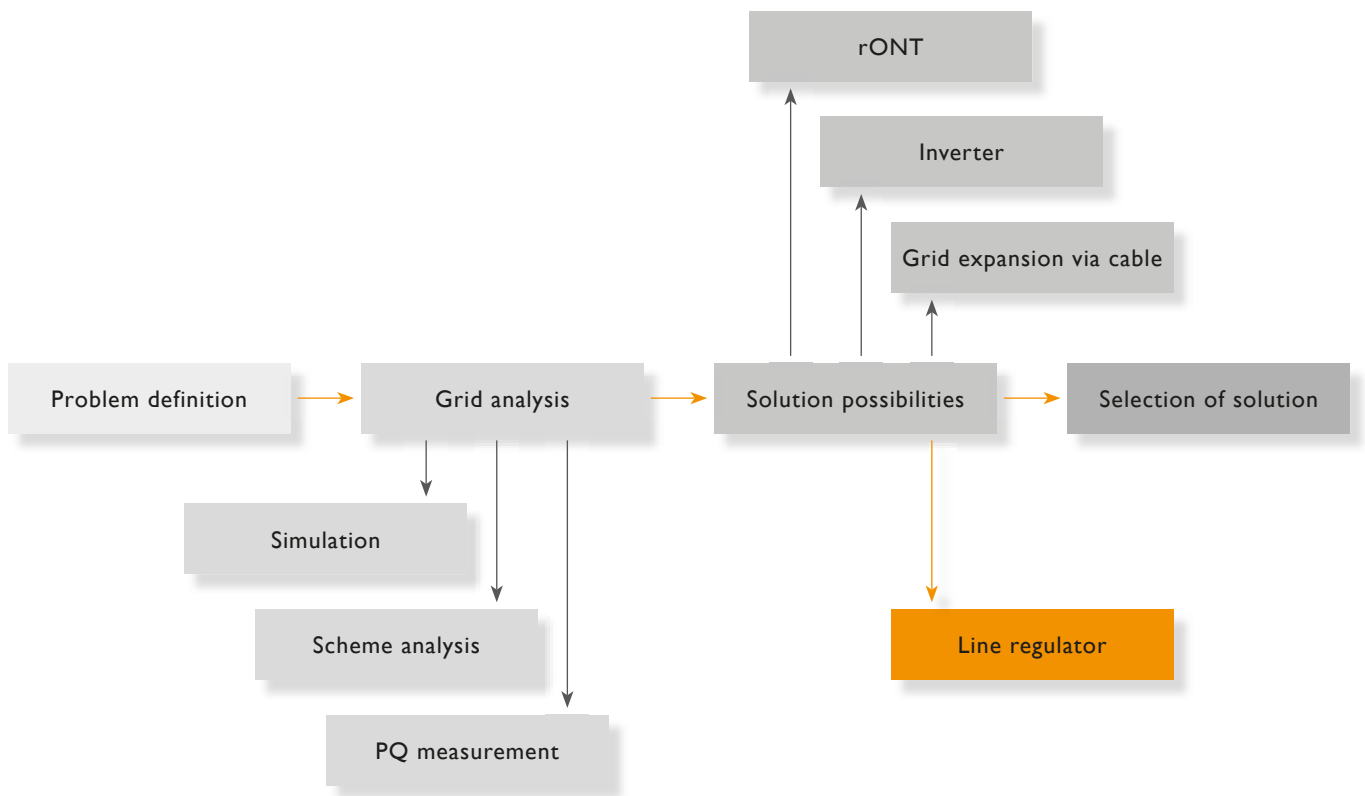 rONT
Inverter
Grid expansion via cable
Problem definition
Grid analysis
Solution possibilities
Selection of solution
Simulation
Scheme analysis
Line regulator
PQ measurement